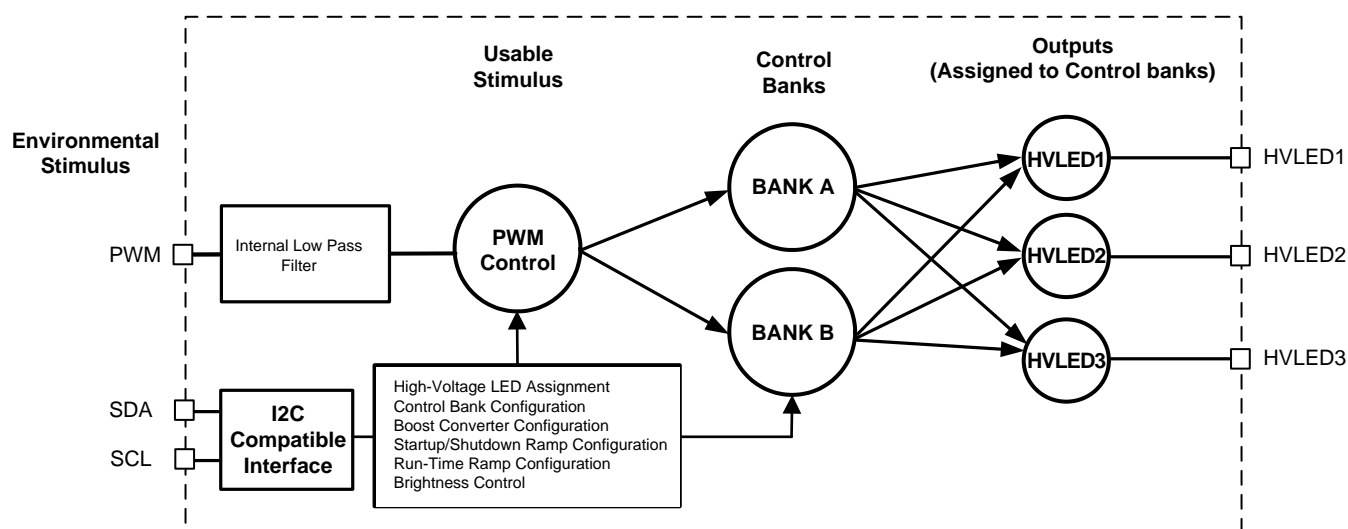 Environmental
Stimulus
Usable
Stimulus
Control
Banks
Outputs
(Assigned to Control banks)
PWM
Internal Low Pass
Filter
PWM
Control
BANK A
BANK B
HVLED1
HVLED2
HVLED3
HVLED1
HVLED2
HVLED3
SDA
SCL
I2C
Compatible
Interface
High-Voltage LED Assignment
Control Bank Configuration
Boost Converter Configuration
Startup/Shutdown Ramp Configuration
Run-Time Ramp Configuration
Brightness Control